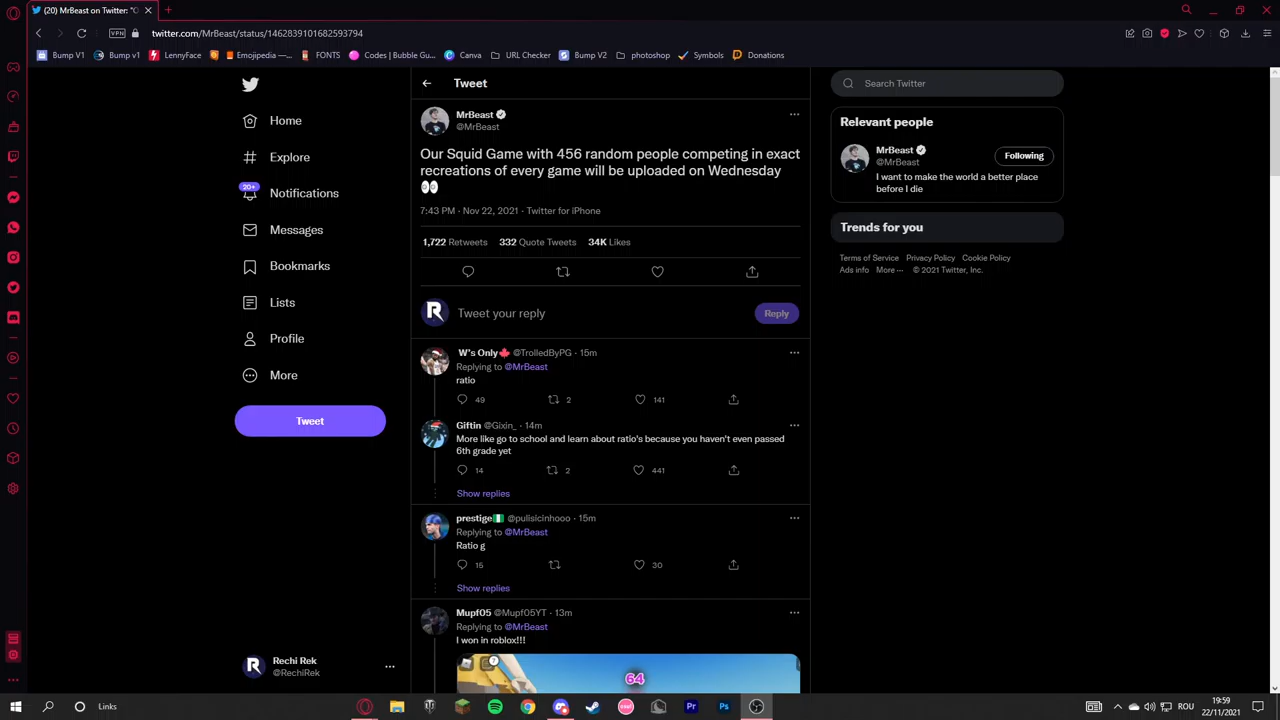 (20) MrBeast on Twitter: "O
VPN
twitter.com/MrBeast/status/1462839101682593794
Bump V1
Bump v1
LennyFace
Emojipedia —...
FONTS
Codes | Bubble Gu...
Canva
URL Checker
Bump V2
photoshop
Symbols
Donations
Home
Explore
20+
Notifications
Messages
Bookmarks
Lists
Profile
More
Tweet
Rechi Rek
@RechiRek
Tweet
MrBeast
@MrBeast
Our Squid Game with 456 random people competing in exact
recreations of every game will be uploaded on Wednesday
👀
7:43 PM · Nov 22, 2021 · Twitter for iPhone
1,722 Retweets 332 Quote Tweets 34K Likes
Tweet your reply
Reply
W's Only🍁 @TrolledByPG · 15m
Replying to @MrBeast
ratio
49 2 141
Giftin @Gixin_ · 14m
More like go to school and learn about ratio's because you haven't even passed
6th grade yet
14 2 441
Show replies
prestige🇳🇬 @pulisicinhooo · 15m
Replying to @MrBeast
Ratio g
15 30
Show replies
Mupf05 @Mupf05YT · 13m
Replying to @MrBeast
I won in roblox!!!
7
64
Search Twitter
Relevant people
MrBeast
@MrBeast
Following
I want to make the world a better place
before I die
Trends for you
Terms of Service Privacy Policy Cookie Policy
Ads info More ··· © 2021 Twitter, Inc.
Links
osu!
Pr
Ps
ROU
19:59
22/11/2021